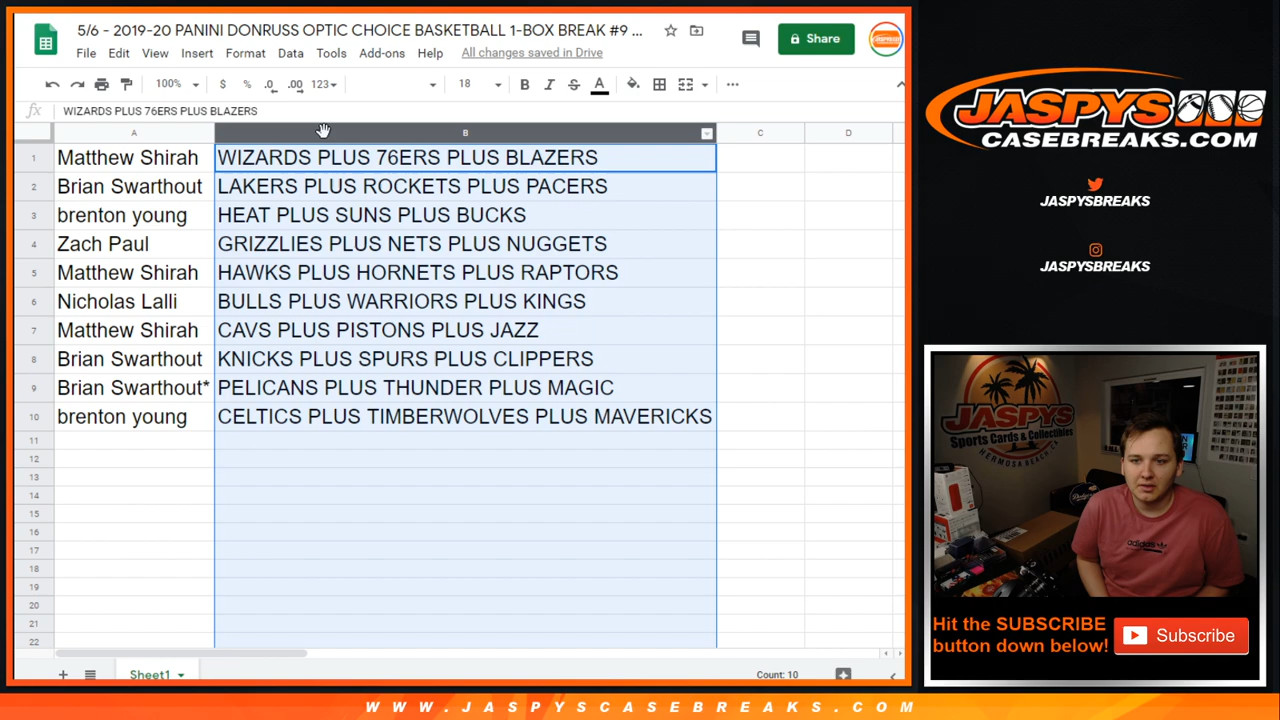 5/6 - 2019-20 PANINI DONRUSS OPTIC CHOICE BASKETBALL 1-BOX BREAK #9 ...
Share
File Edit View Insert Format Data Tools Add-ons Help All changes saved in Drive
100% $ % .0 .00 123 18 B I S A ...
fx WIZARDS PLUS 76ERS PLUS BLAZERS
A B C D
1 Matthew Shirah WIZARDS PLUS 76ERS PLUS BLAZERS
2 Brian Swarthout LAKERS PLUS ROCKETS PLUS PACERS
3 brenton young HEAT PLUS SUNS PLUS BUCKS
4 Zach Paul GRIZZLIES PLUS NETS PLUS NUGGETS
5 Matthew Shirah HAWKS PLUS HORNETS PLUS RAPTORS
6 Nicholas Lalli BULLS PLUS WARRIORS PLUS KINGS
7 Matthew Shirah CAVS PLUS PISTONS PLUS JAZZ
8 Brian Swarthout KNICKS PLUS SPURS PLUS CLIPPERS
9 Brian Swarthout* PELICANS PLUS THUNDER PLUS MAGIC
10 brenton young CELTICS PLUS TIMBERWOLVES PLUS MAVERICKS
11
12
13
14
15
16
17
18
19
20
21
22
Sheet1
Count: 10
JASPYS
CASEBREAKS.COM
JASPYSBREAKS
JASPYSBREAKS
JASPYS
Sports Cards & Collectibles
HERMOSA BEACH, CA
adidas
Hit the SUBSCRIBE
button down below!
Subscribe
WWW.JASPYSCASEBREAKS.COM